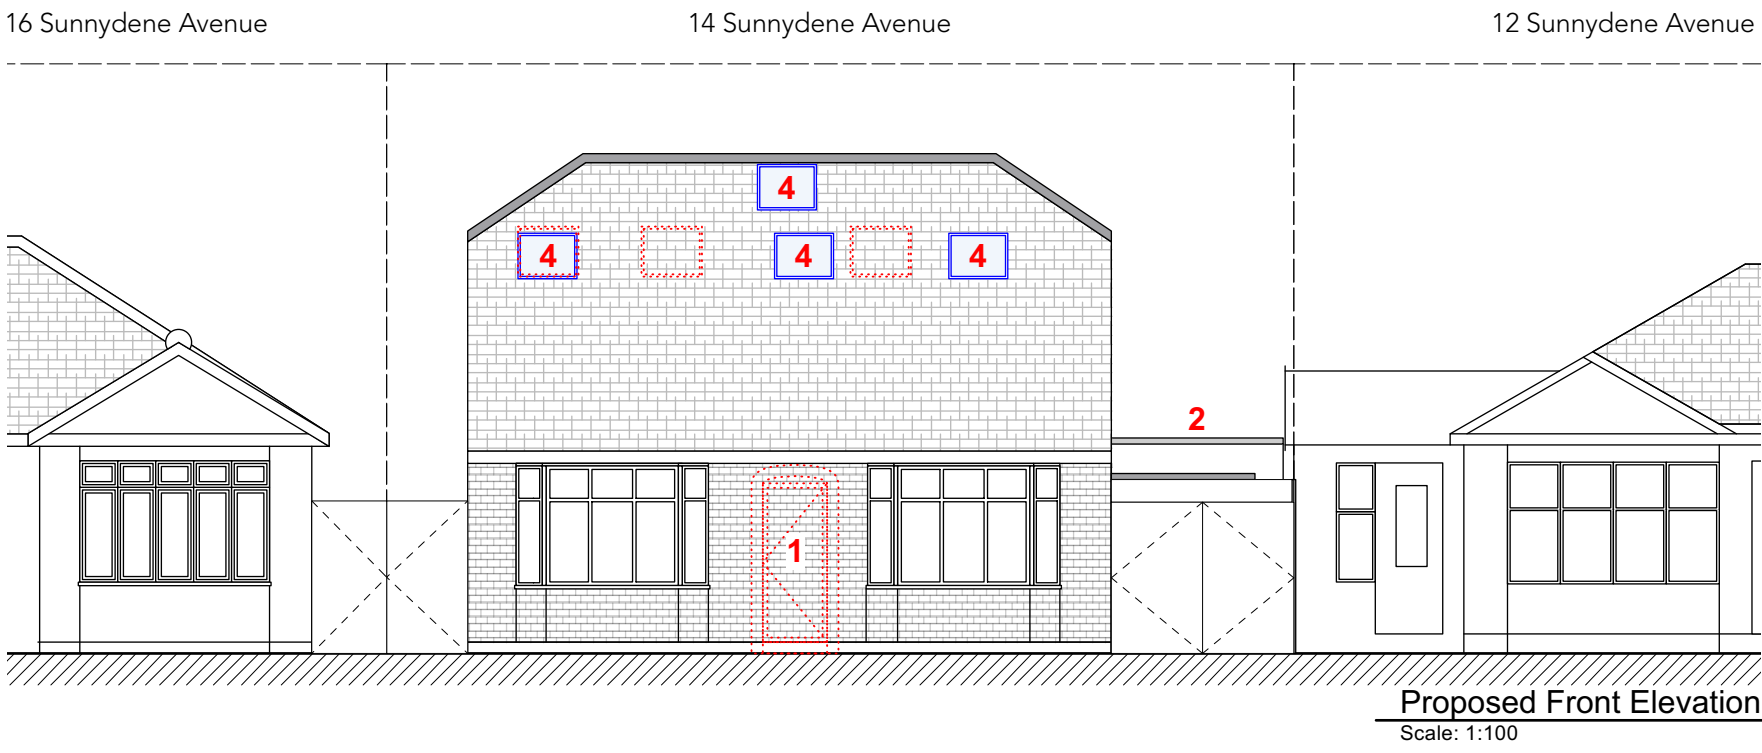 16 Sunnydene Avenue
14 Sunnydene Avenue
12 Sunnydene Avenue
4
4
4
4
2
1
Proposed Front Elevation
Scale: 1:100